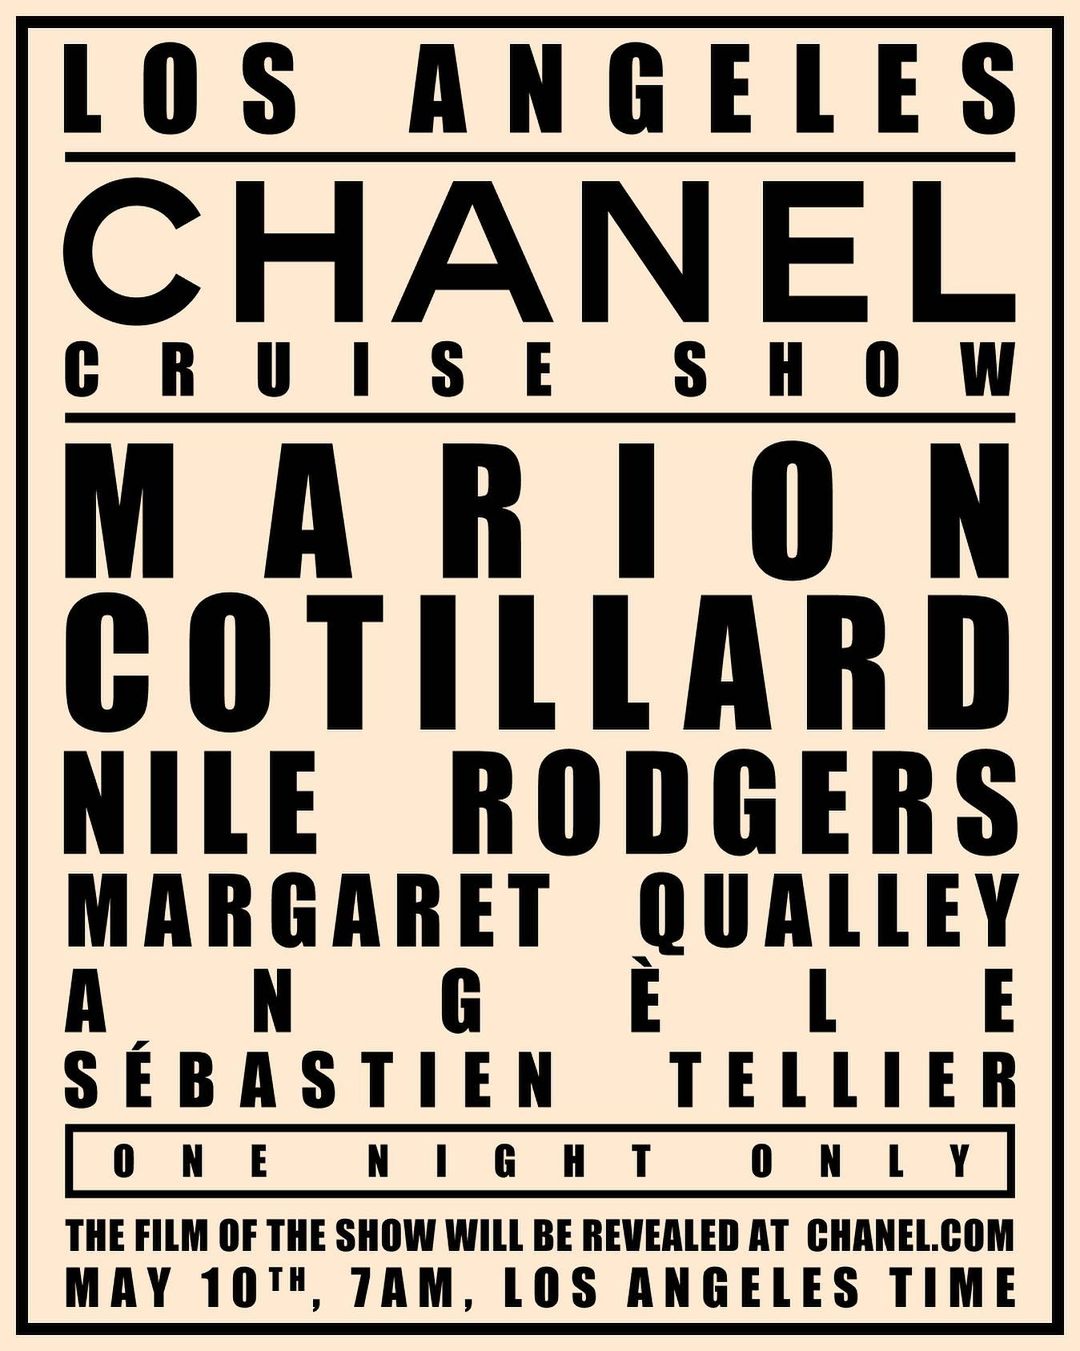 LOS ANGELES
CHANEL
CRUISE SHOW
MARION
COTILLARD
NILE RODGERS
MARGARET QUALLEY
ANGÈLE
SÉBASTIEN TELLIER
ONE NIGHT ONLY
THE FILM OF THE SHOW WILL BE REVEALED AT CHANEL.COM
MAY 10TH, 7AM, LOS ANGELES TIME